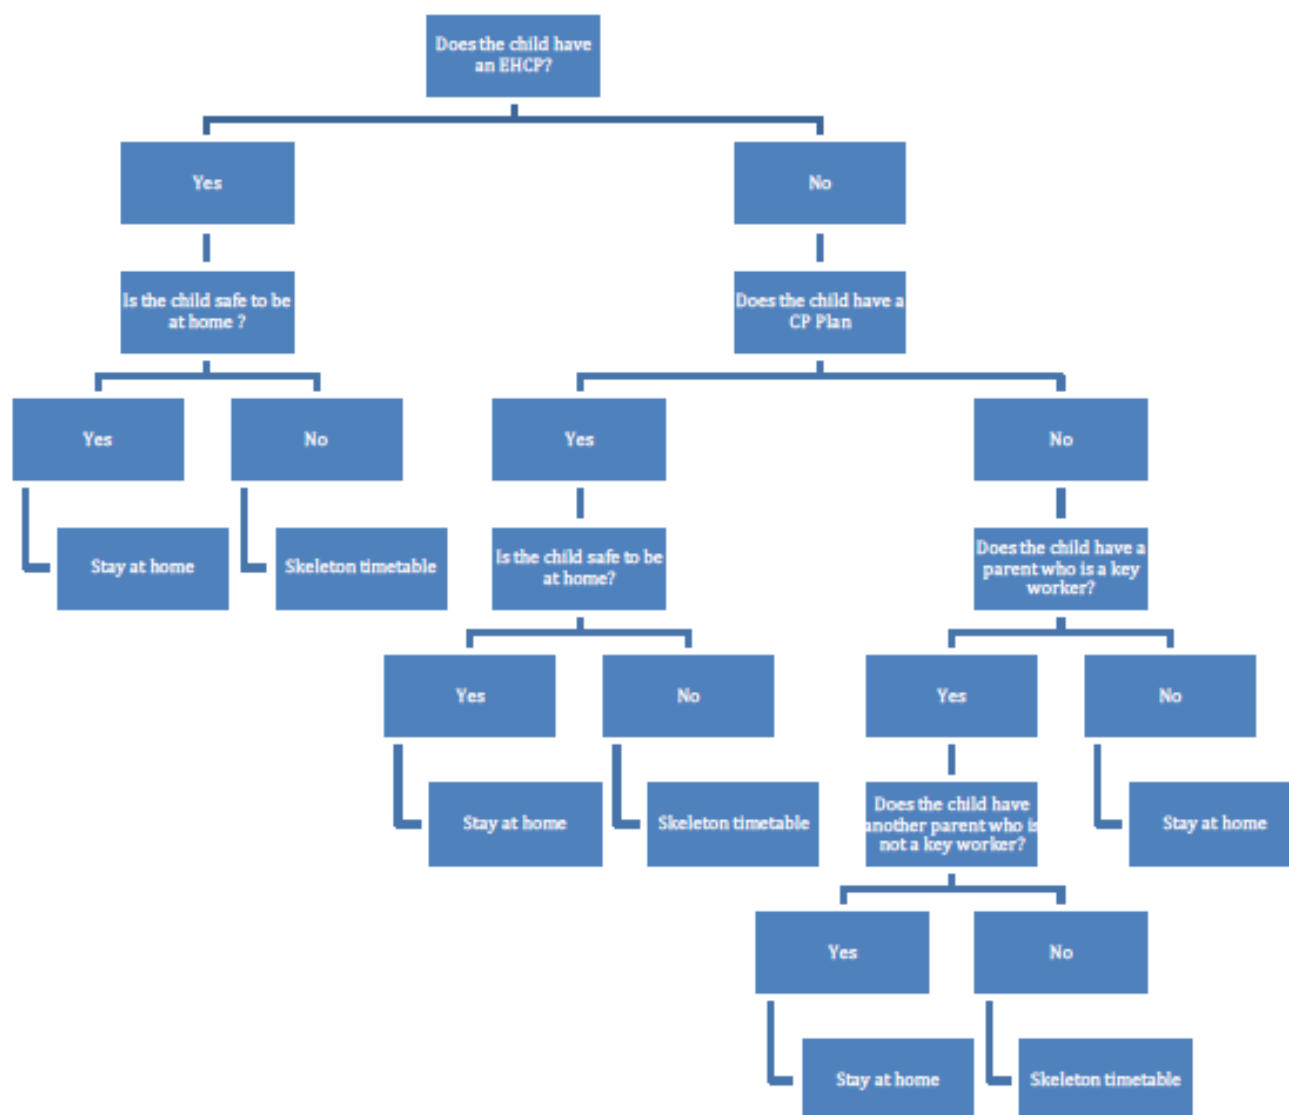 Does the child have
an EHCP?
Yes
No
Is the child safe to be
at home ?
Does the child have a
CP Plan
Yes
No
Yes
No
Stay at home
Skeleton timetable
Is the child safe to be
at home?
Does the child have a
parent who is a key
worker?
Yes
No
Yes
No
Stay at home
Skeleton timetable
Does the child have
another parent who is
not a key worker?
Stay at home
Yes
No
Stay at home
Skeleton timetable